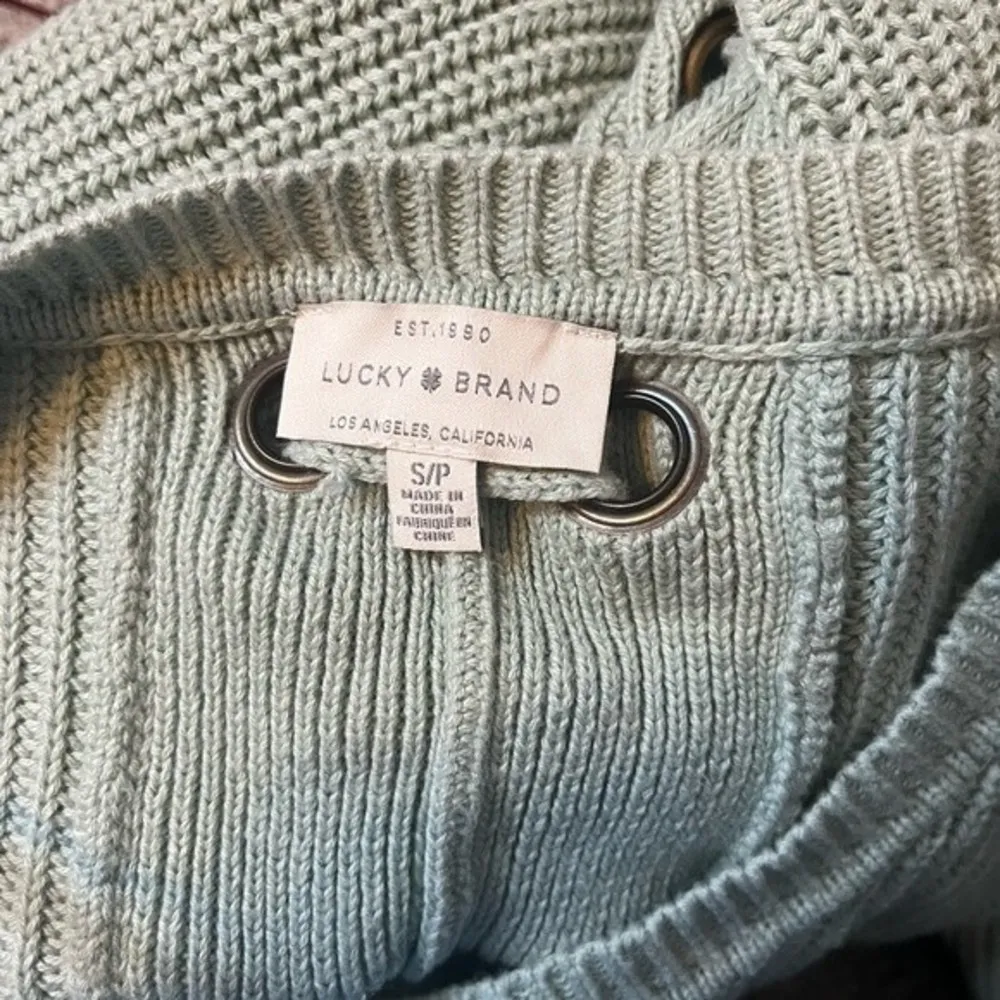 EST. 1990
LUCKY BRAND
LOS ANGELES, CALIFORNIA
S/P
MADE IN
CHINA
FABRIQUÉ EN
CHINE